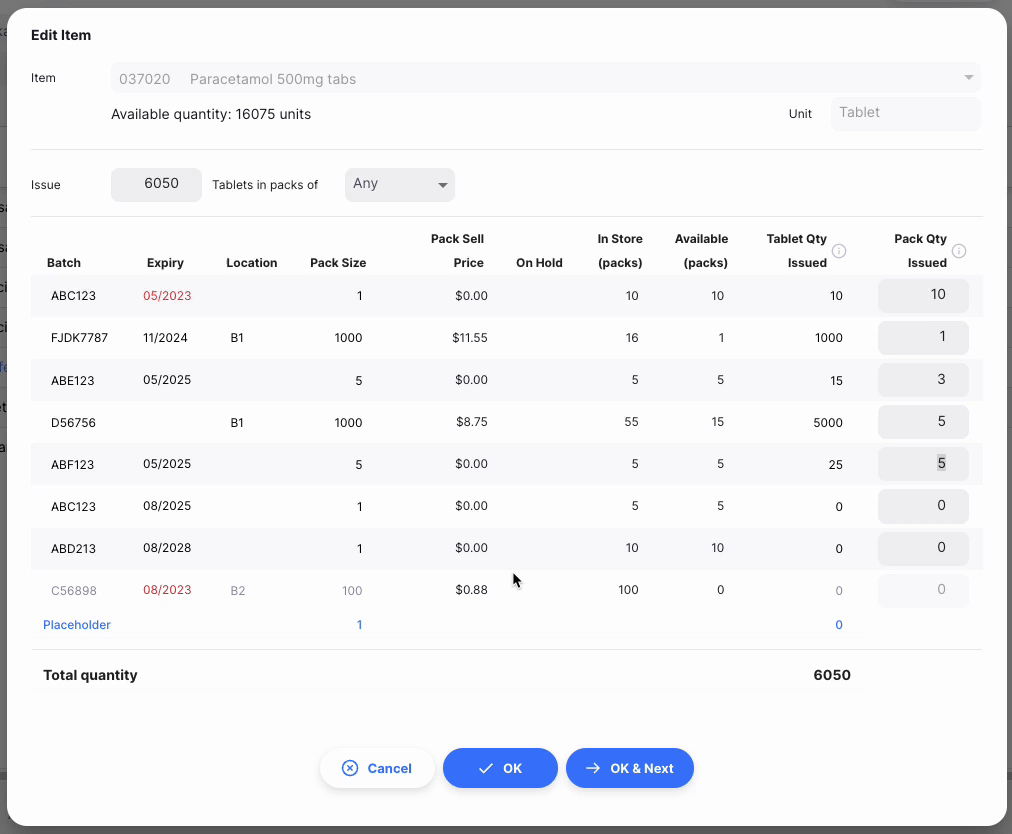 Edit Item
Item 037020 Paracetamol 500mg tabs
Available quantity: 16075 units Unit Tablet
Issue 6050 Tablets in packs of Any
Pack Sell In Store Available Tablet Qty Pack Qty
Batch Expiry Location Pack Size Price On Hold (packs) (packs) Issued Issued
ABC123 05/2023 1 $0.00 10 10 10 10
FJDK7787 11/2024 B1 1000 $11.55 16 1 1000 1
ABE123 05/2025 5 $0.00 5 5 15 3
D56756 B1 1000 $8.75 55 15 5000 5
ABF123 05/2025 5 $0.00 5 5 25 5
ABC123 08/2025 1 $0.00 5 5 0 0
ABD213 08/2028 1 $0.00 10 10 0 0
C56898 08/2023 B2 100 $0.88 100 0 0 0
Placeholder 1 0
Total quantity 6050
Cancel OK OK & Next